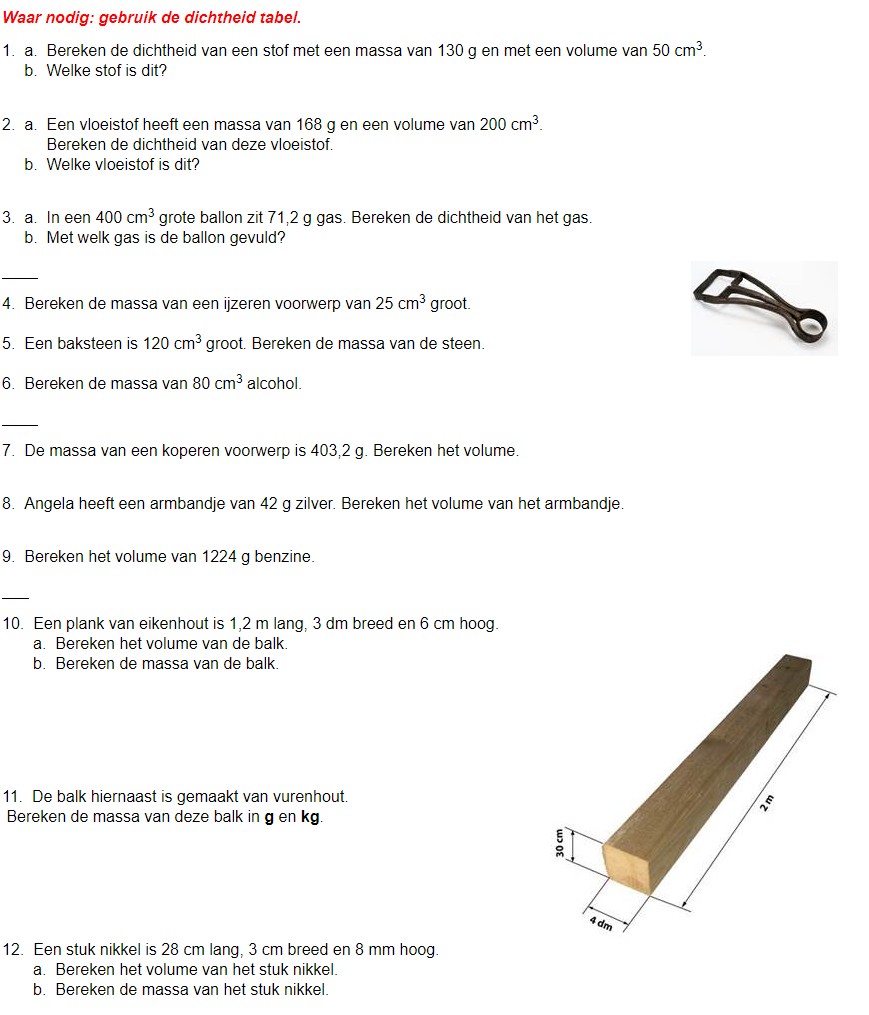 Waar nodig: gebruik de dichtheid tabel.
1. a. Bereken de dichtheid van een stof met een massa van 130 g en met een volume van 50 cm³.
b. Welke stof is dit?
2. a. Een vloeistof heeft een massa van 168 g en een volume van 200 cm³.
Bereken de dichtheid van deze vloeistof.
b. Welke vloeistof is dit?
3. a. In een 400 cm³ grote ballon zit 71,2 g gas. Bereken de dichtheid van het gas.
b. Met welk gas is de ballon gevuld?
4. Bereken de massa van een ijzeren voorwerp van 25 cm³ groot.
5. Een baksteen is 120 cm³ groot. Bereken de massa van de steen.
6. Bereken de massa van 80 cm³ alcohol.
7. De massa van een koperen voorwerp is 403,2 g. Bereken het volume.
8. Angela heeft een armbandje van 42 g zilver. Bereken het volume van het armbandje.
9. Bereken het volume van 1224 g benzine.
10. Een plank van eikenhout is 1,2 m lang, 3 dm breed en 6 cm hoog.
a. Bereken het volume van de balk.
b. Bereken de massa van de balk.
11. De balk hiernaast is gemaakt van vurenhout.
Bereken de massa van deze balk in g en kg.
30 cm
4 dm
2 m
12. Een stuk nikkel is 28 cm lang, 3 cm breed en 8 mm hoog.
a. Bereken het volume van het stuk nikkel.
b. Bereken de massa van het stuk nikkel.